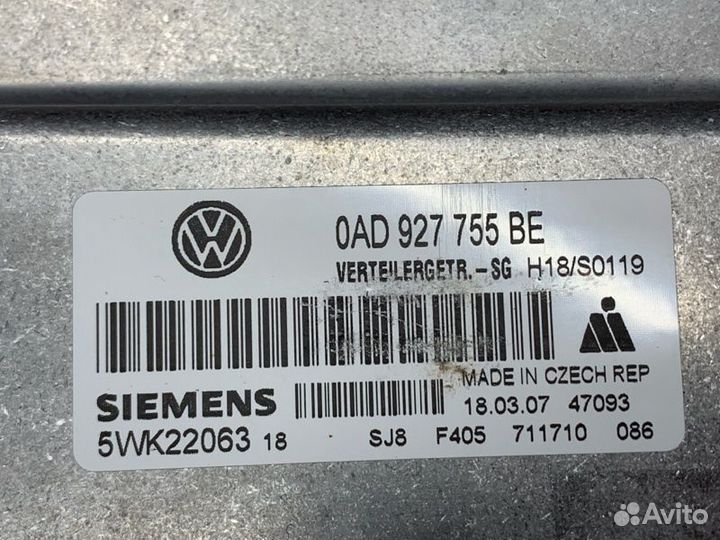 0AD 927 755 BE
VERTEILERGETR.-SG H18/S0119
MADE IN CZECH REP
SIEMENS
18.03.07 47093
5WK22063 18 SJ8 F405 711710 086
Avito